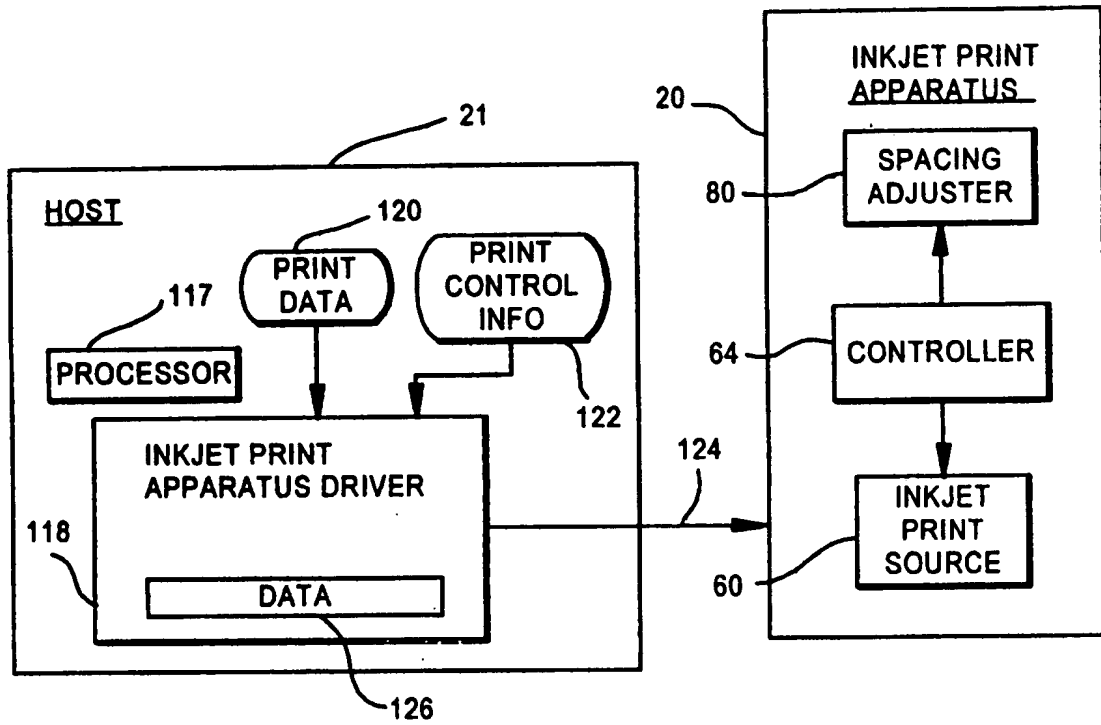 21
HOST
120
PRINT
DATA
PRINT
CONTROL
INFO
117
PROCESSOR
122
INKJET PRINT
APPARATUS DRIVER
118
DATA
126
124
INKJET PRINT
APPARATUS
20
SPACING
ADJUSTER
80
CONTROLLER
64
INKJET
PRINT
SOURCE
60